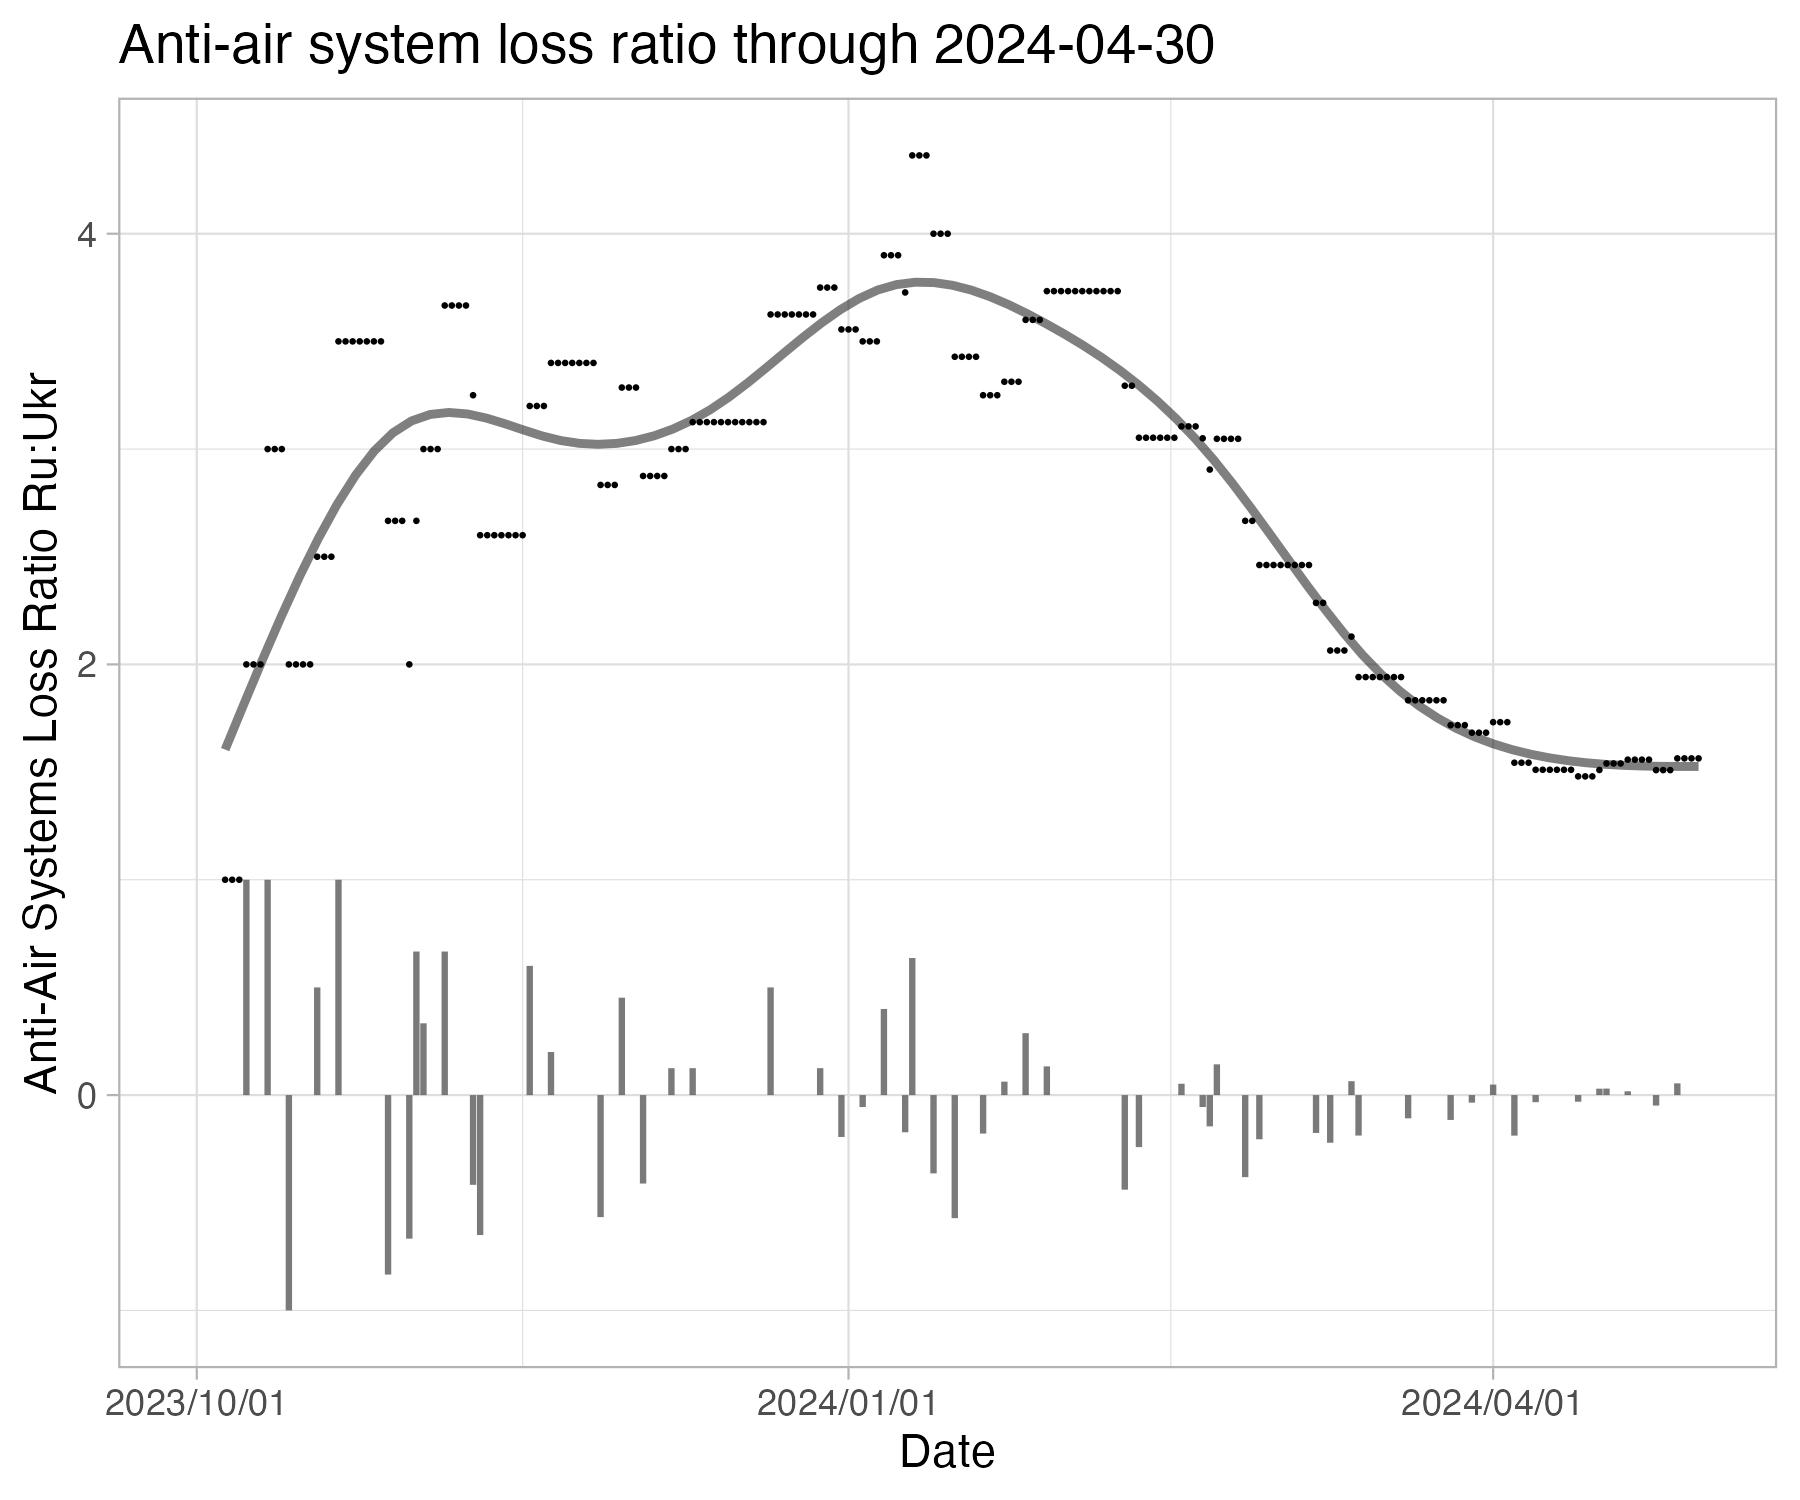 Anti-air system loss ratio through 2024-04-30
Anti-Air Systems Loss Ratio Ru:Ukr
4
2
0
2023/10/01
2024/01/01
2024/04/01
Date